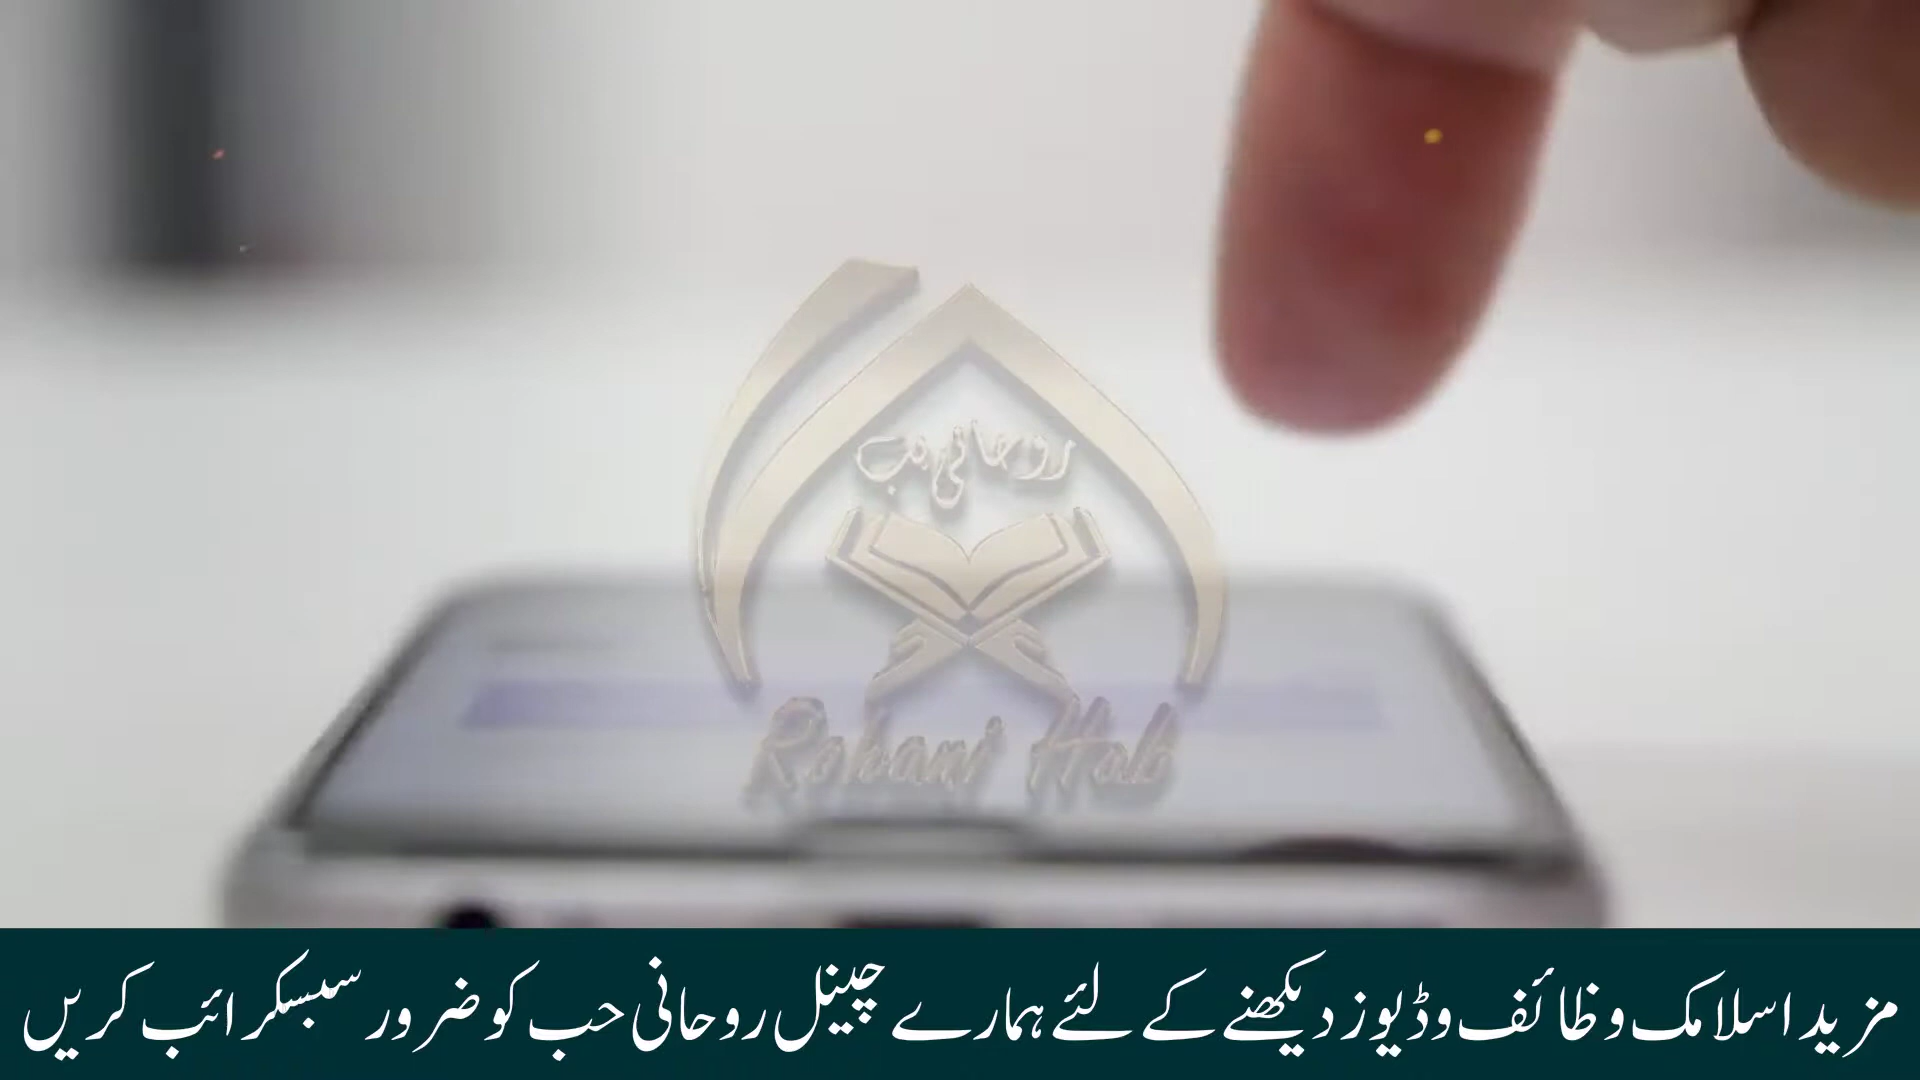 روحانی حب
Rohani Hub
مزید اسلامک وظائف وڈیوز دیکھنے کے لئے ہمارے چینل روحانی حب کو ضرور سبسکرائب کریں